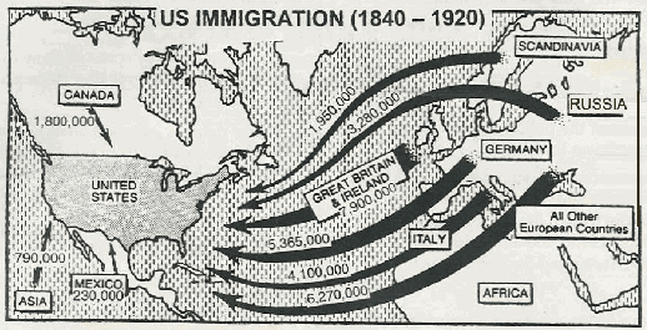 US IMMIGRATION (1840 – 1920)
SCANDINAVIA
CANADA
1,950,000
RUSSIA
3,280,000
1,800,000
GERMANY
UNITED
STATES
GREAT BRITAIN
& IRELAND
7,900,000
All Other
European Countries
5,365,000
ITALY
790,000
4,100,000
MEXICO
230,000
6,270,000
AFRICA
ASIA